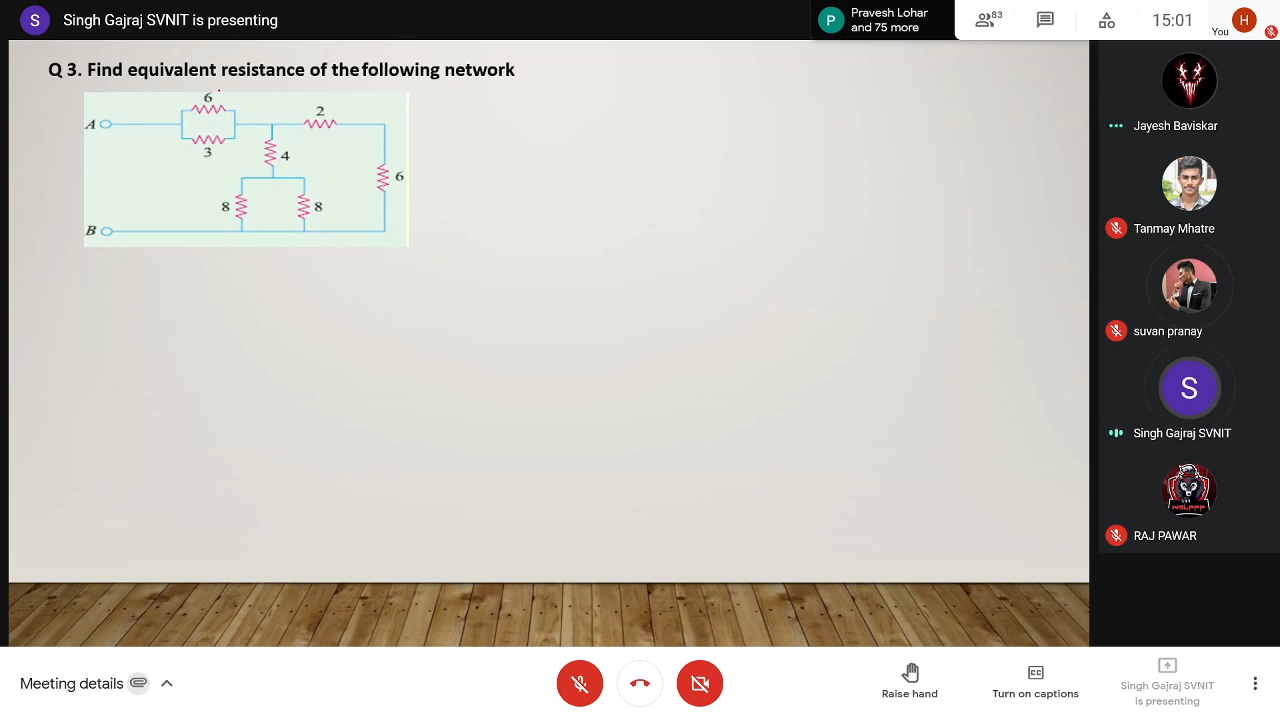 S Singh Gajraj SVNIT is presenting
P Pravesh Lohar
and 75 more
83
15:01
You
H
Q 3. Find equivalent resistance of the following network
6
2
A
3
4
6
8
8
B
Jayesh Baviskar
Tanmay Mhatre
suvan pranay
S
Singh Gajraj SVNIT
RAJ PAWAR
Meeting details
Raise hand
CC
Turn on captions
Singh Gajraj SVNIT
is presenting